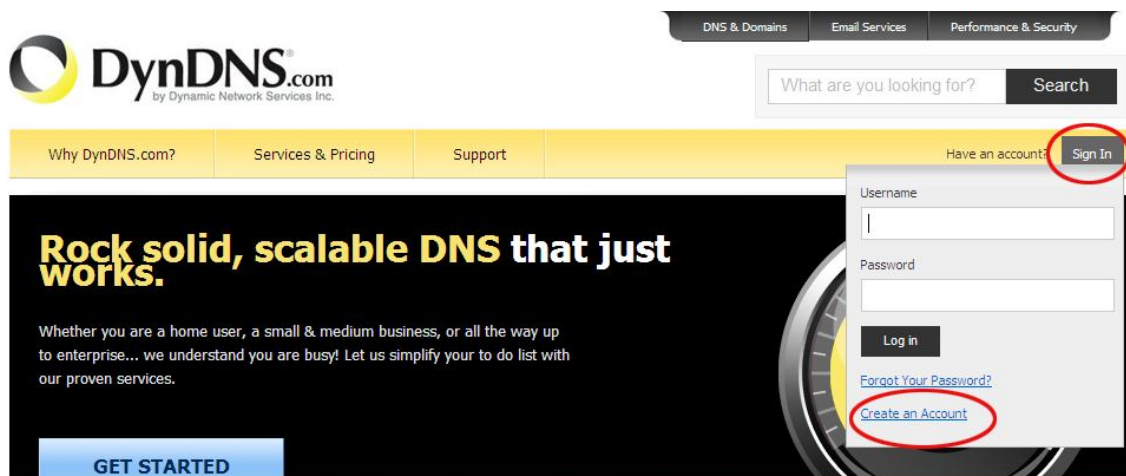 DNS & Domains Email Services Performance & Security
DynDNS.com
by Dynamic Network Services Inc.
What are you looking for? Search
Why DynDNS.com? Services & Pricing Support Have an account? Sign In
Username
Password
Log in
Forgot Your Password?
Create an Account
Rock solid, scalable DNS that just
works.
Whether you are a home user, a small & medium business, or all the way up
to enterprise... we understand you are busy! Let us simplify your to do list with
our proven services.
GET STARTED